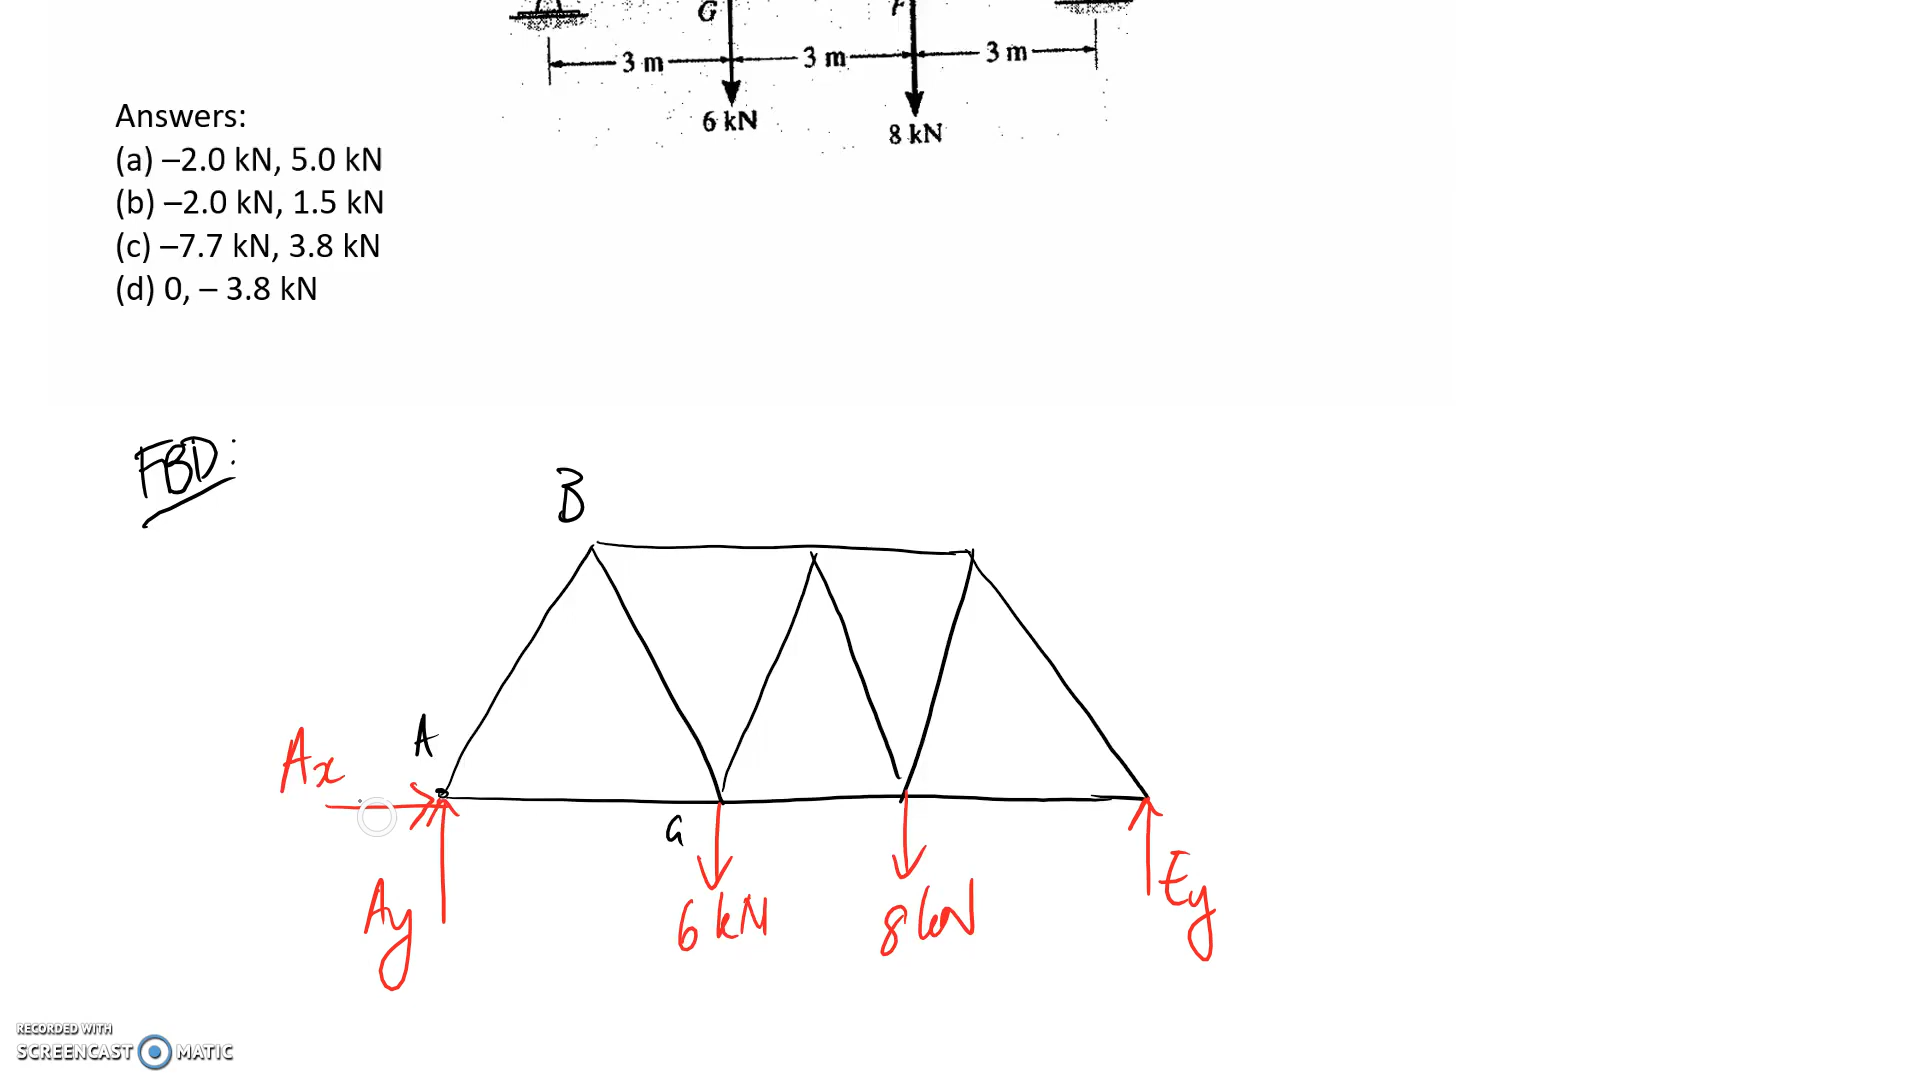 G F
3 m 3 m 3 m
6 kN
8 kN
Answers:
(a) –2.0 kN, 5.0 kN
(b) –2.0 kN, 1.5 kN
(c) –7.7 kN, 3.8 kN
(d) 0, – 3.8 kN
FBD:
B
A
Ax
G
Ay 6 kN 8 kN Ey
RECORDED WITH
SCREENCAST MATIC